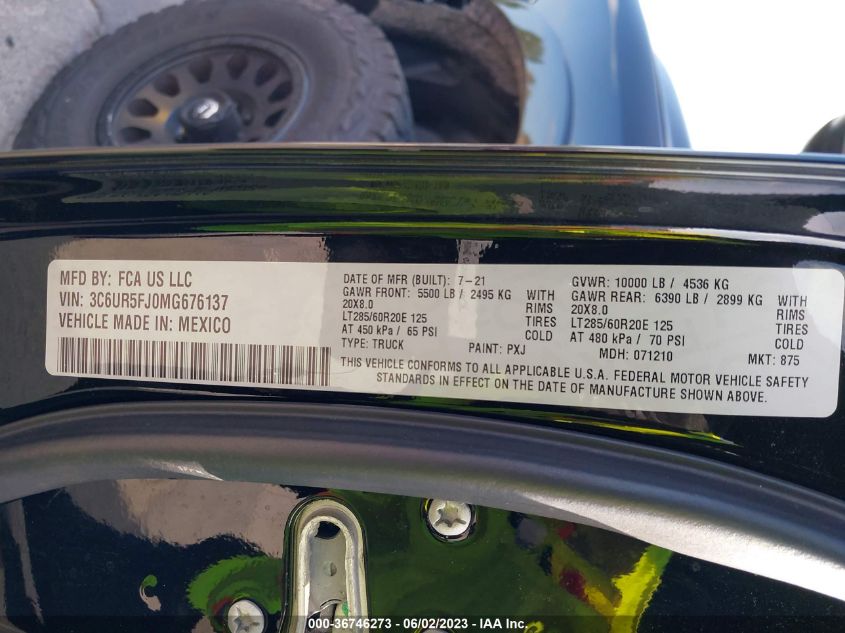 MFD BY: FCA US LLC
VIN: 3C6UR5FJ0MG676137
VEHICLE MADE IN: MEXICO
DATE OF MFR (BUILT): 7-21
GAWR FRONT: 5500 LB / 2495 KG
20X8.0 RIMS
LT285/60R20E 125 TIRES
AT 450 kPa / 65 PSI COLD
TYPE: TRUCK PAINT: PXJ
GVWR: 10000 LB / 4536 KG
GAWR REAR: 6390 LB / 2899 KG
20X8.0 RIMS
LT285/60R20E 125 TIRES
AT 480 kPa / 70 PSI COLD
MDH: 071210 MKT: 875
THIS VEHICLE CONFORMS TO ALL APPLICABLE U.S.A. FEDERAL MOTOR VEHICLE SAFETY
STANDARDS IN EFFECT ON THE DATE OF MANUFACTURE SHOWN ABOVE.
000-36746273 - 06/02/2023 - IAA Inc.